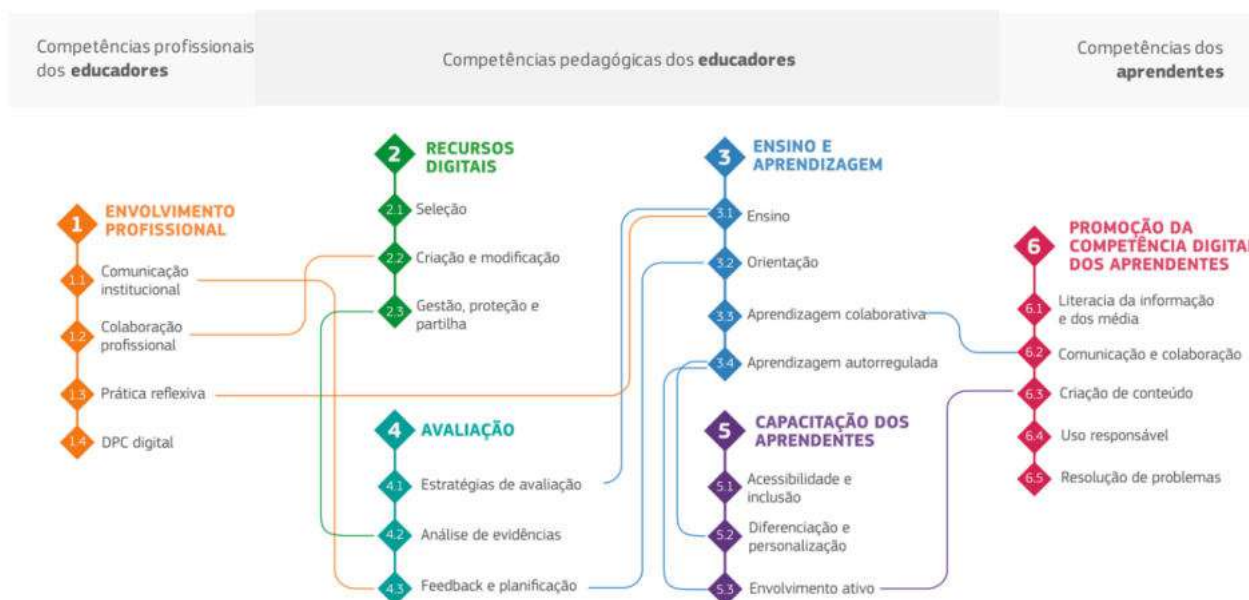 Competências profissionais
dos educadores
Competências pedagógicas dos educadores
Competências dos
aprendentes
1
ENVOLVIMENTO
PROFISSIONAL
1.1
Comunicação
institucional
1.2
Colaboração
profissional
1.3
Prática reflexiva
1.4
DPC digital
2
RECURSOS
DIGITAIS
2.1
Seleção
2.2
Criação e modificação
2.3
Gestão, proteção e
partilha
3
ENSINO E
APRENDIZAGEM
3.1
Ensino
3.2
Orientação
3.3
Aprendizagem colaborativa
3.4
Aprendizagem autorregulada
4
AVALIAÇÃO
4.1
Estratégias de avaliação
4.2
Análise de evidências
4.3
Feedback e planificação
5
CAPACITAÇÃO DOS
APRENDENTES
5.1
Acessibilidade e
inclusão
5.2
Diferenciação e
personalização
5.3
Envolvimento ativo
6
PROMOÇÃO DA
COMPETÊNCIA DIGITAL
DOS APRENDENTES
6.1
Literacia da informação
e dos média
6.2
Comunicação e colaboração
6.3
Criação de conteúdo
6.4
Uso responsável
6.5
Resolução de problemas